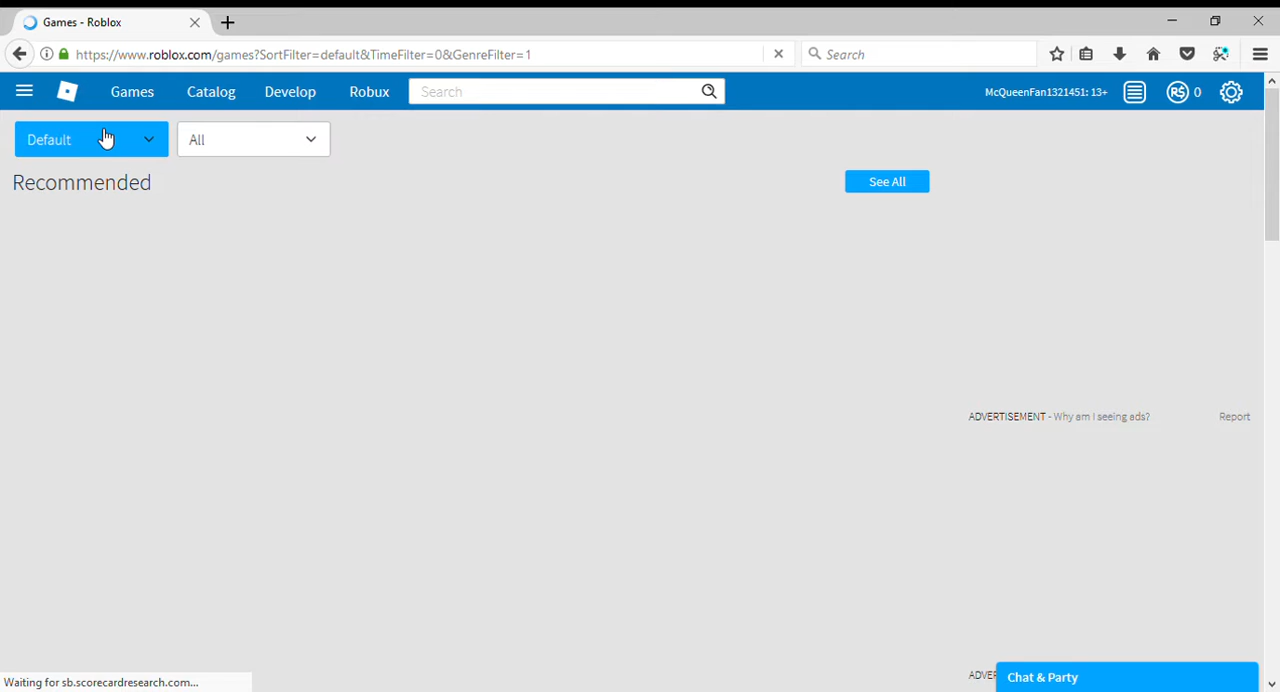 Games - Roblox
https://www.roblox.com/games?SortFilter=default&TimeFilter=0&GenreFilter=1
Search
Games
Catalog
Develop
Robux
Search
McQueenFan1321451: 13+
R$ 0
Default
All
Recommended
See All
ADVERTISEMENT - Why am I seeing ads?
Report
Waiting for sb.scorecardresearch.com...
ADVER
Chat & Party